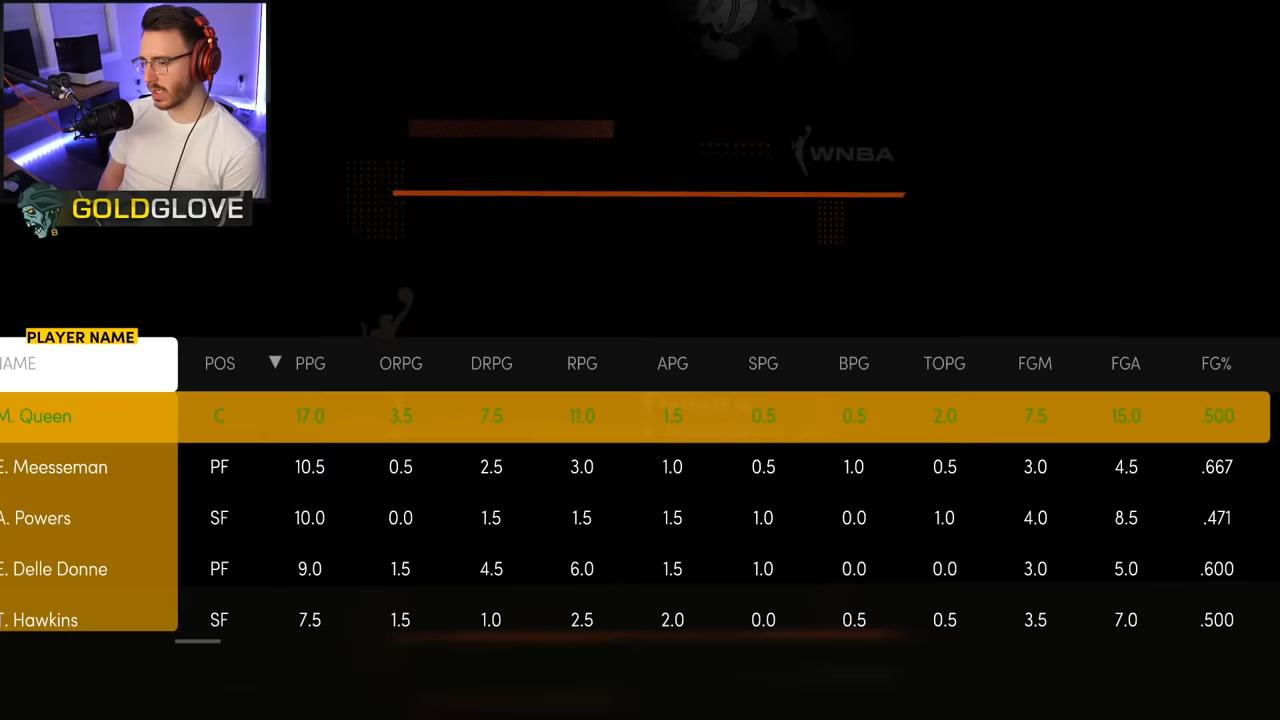 WNBA
GOLDGLOVE
PLAYER NAME
AME POS ▼ PPG ORPG DRPG RPG APG SPG BPG TOPG FGM FGA FG%
M. Queen C 17.0 3.5 7.5 11.0 1.5 0.5 0.5 2.0 7.5 15.0 .500
E. Meesseman PF 10.5 0.5 2.5 3.0 1.0 0.5 1.0 0.5 3.0 4.5 .667
A. Powers SF 10.0 0.0 1.5 1.5 1.5 1.0 0.0 1.0 4.0 8.5 .471
E. Delle Donne PF 9.0 1.5 4.5 6.0 1.5 1.0 0.0 0.0 3.0 5.0 .600
T. Hawkins SF 7.5 1.5 1.0 2.5 2.0 0.0 0.5 0.5 3.5 7.0 .500